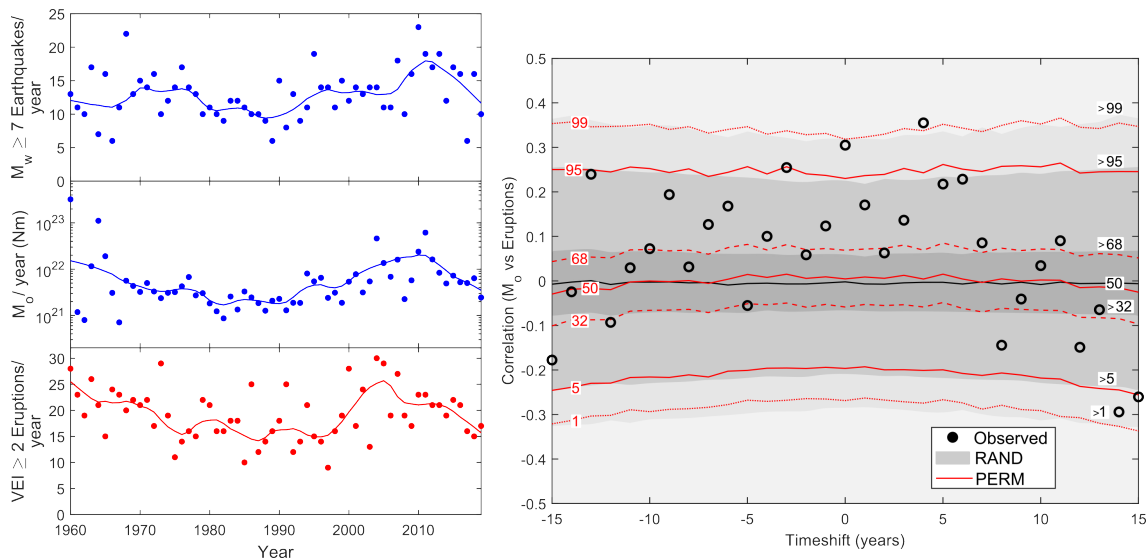 M_w ≥ 7 Earthquakes/
year
25
20
15
10
5
0
M_o / year (Nm)
10^23
10^22
10^21
VEI ≥ 2 Eruptions/
year
30
25
20
15
10
5
0
1960 1970 1980 1990 2000 2010
Year
Correlation (M_o vs Eruptions)
0.5
0.4
0.3
0.2
0.1
0
-0.1
-0.2
-0.3
-0.4
-0.5
99 >99
95 >95
68 >68
50 50
32 >32
5 >5
1 >1
Observed
RAND
PERM
-15 -10 -5 0 5 10 15
Timeshift (years)